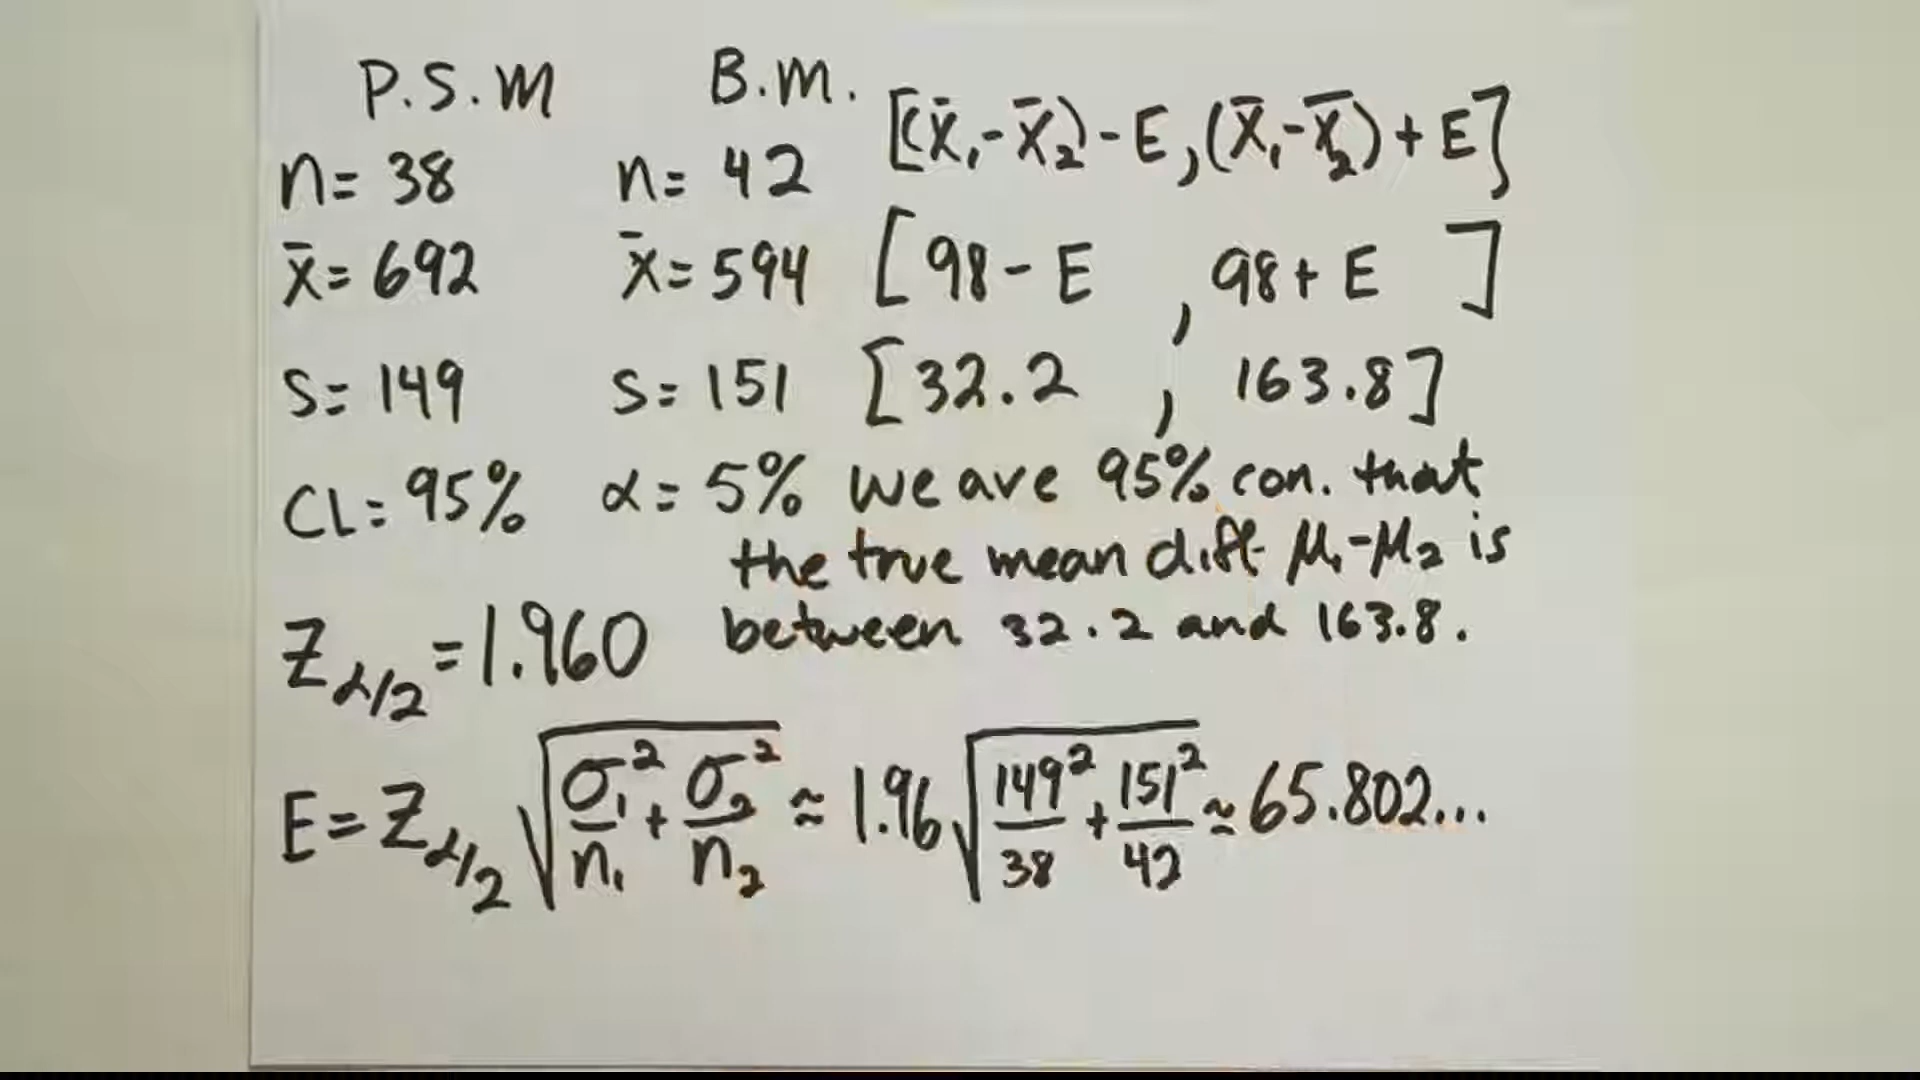 P.S.M B.M.
[(x̄₁-x̄₂)-E,(x̄₁-x̄₂)+E]
n= 38 n= 42
x̄= 692 x̄= 594 [98-E , 98+E ]
S= 149 S= 151 [32.2 , 163.8]
CL= 95% α= 5% We are 95% con. that
the true mean diff μ₁-μ₂ is
between 32.2 and 163.8.
Z_α/2 = 1.960
E= Z_α/2 √(σ₁²/n₁ + σ₂²/n₂) ≈ 1.96 √(149²/38 + 151²/42) ≈ 65.802...